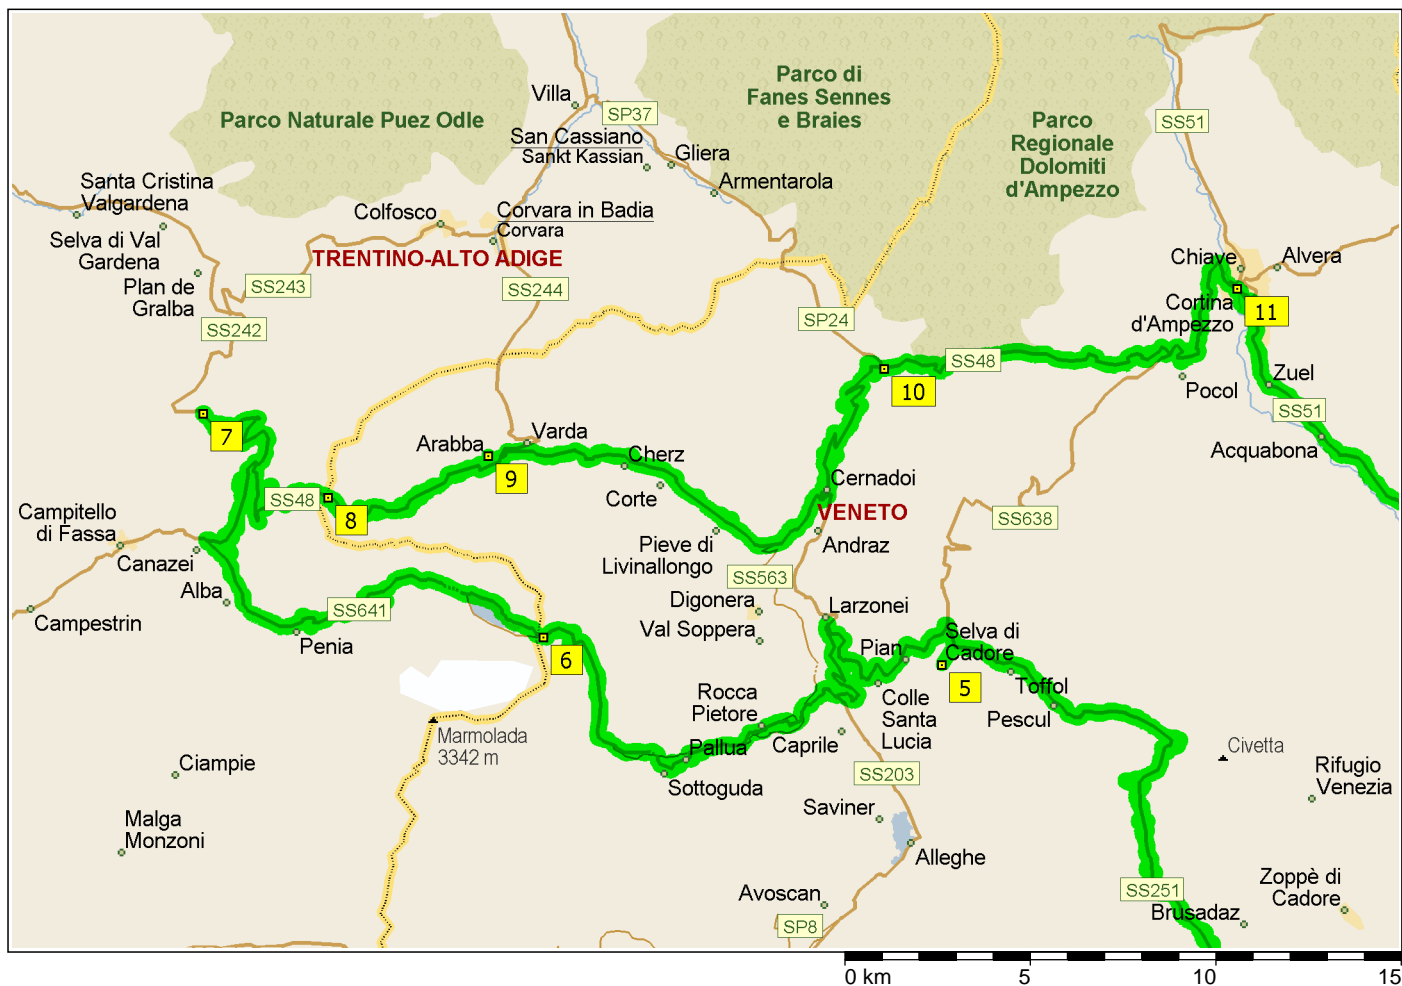 Parco di
Fanes Sennes
e Braies
Villa
SP37
Parco Naturale Puez Odle
Parco
Regionale
Dolomiti
d'Ampezzo
SS51
San Cassiano
Sankt Kassian
Gliera
Armentarola
Santa Cristina
Valgardena
Colfosco
Corvara in Badia
Corvara
Selva di Val
Gardena
TRENTINO-ALTO ADIGE
Chiave
Alvera
Plan de
Gralba
SS243
SS244
Cortina
d'Ampezzo
11
SS242
SP24
SS48
10
Pocol
Zuel
SS51
7
Arabba
Varda
Acquabona
9
Cherz
Corte
Cernadoi
SS48
8
VENETO
SS638
Campitello
di Fassa
Canazei
Pieve di
Livinallongo
Andraz
Alba
SS563
Digonera
Larzonei
SS641
Campestrin
Val Soppera
Penia
Pian
Selva di
Cadore
6
5
Toffol
Rocca
Pietore
Colle
Santa
Lucia
Pescul
Marmolada
3342 m
Pallua
Caprile
Civetta
Ciampie
Sottoguda
SS203
Rifugio
Venezia
Saviner
Malga
Monzoni
Alleghe
Avoscan
SS251
Zoppè di
Cadore
Brusadaz
SP8
0 km
5
10
15